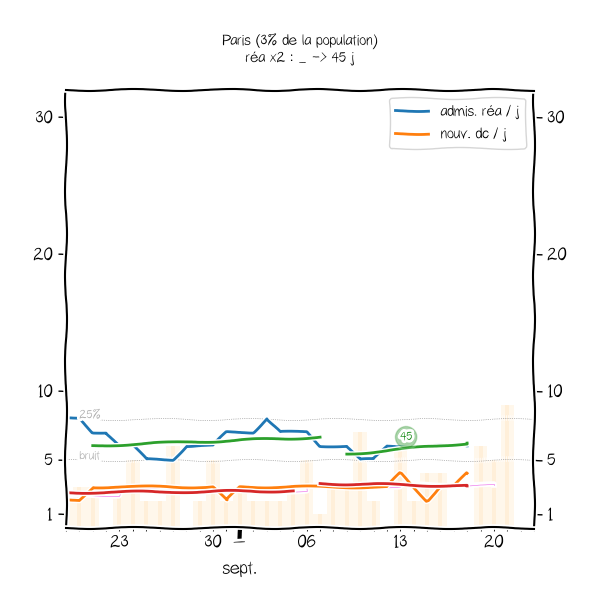 Paris (3% de la population)
réa x2 : _ -> 45 j
admis. réa / j
nouv. dc / j
30
30
20
20
10
10
25%
45
5
bruit
5
1
1
23
30
06
13
20
sept.